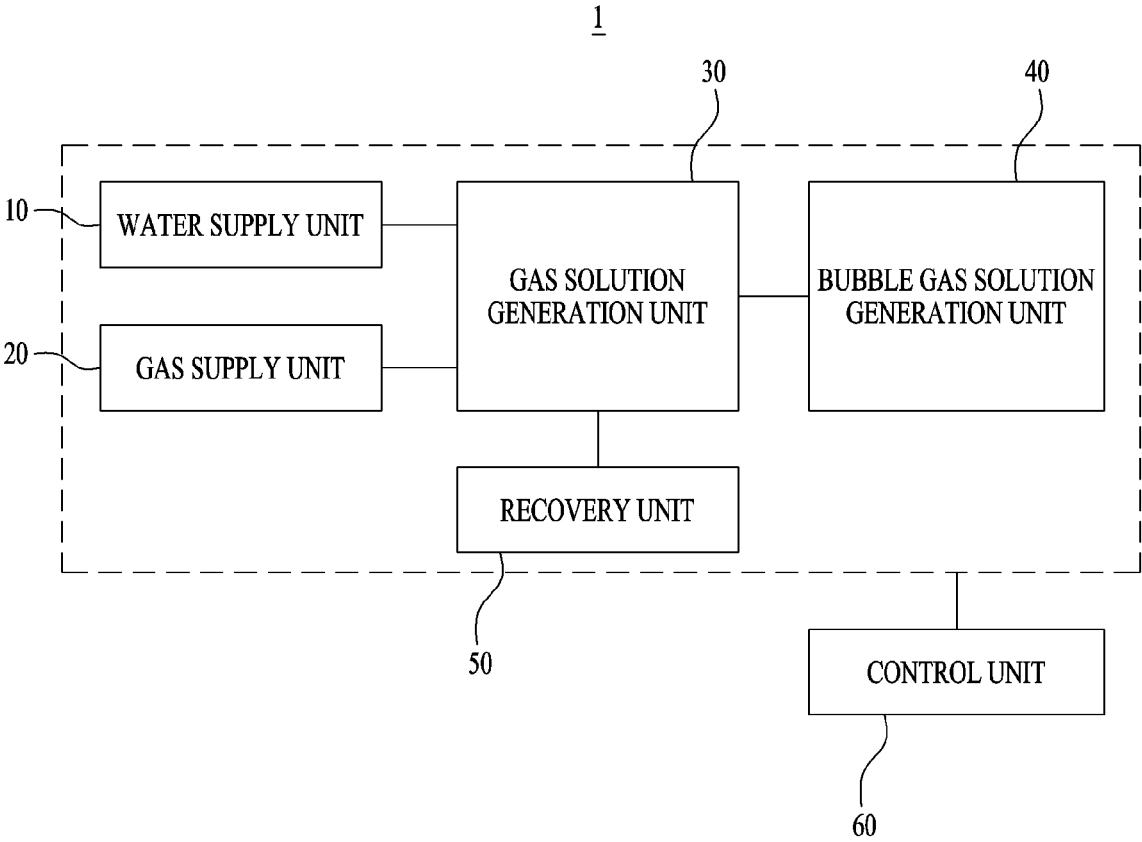 1
30
40
10
WATER SUPPLY UNIT
GAS SOLUTION
GENERATION UNIT
BUBBLE GAS SOLUTION
GENERATION UNIT
20
GAS SUPPLY UNIT
RECOVERY UNIT
50
CONTROL UNIT
60